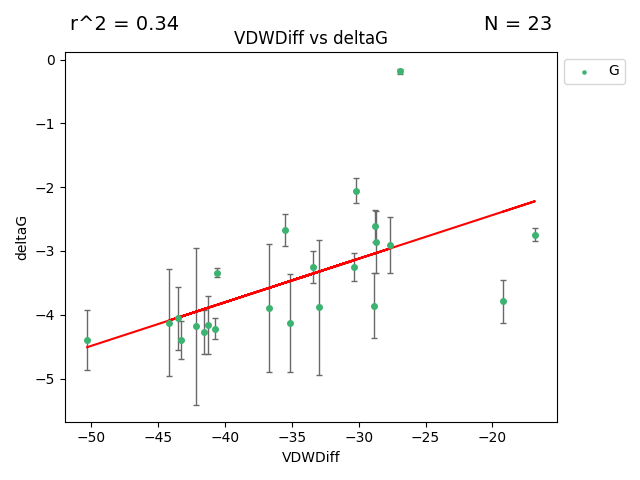 r^2 = 0.34
N = 23
VDWDiff vs deltaG
G
0
−1
−2
−3
−4
−5
deltaG
−50
−45
−40
−35
−30
−25
−20
VDWDiff